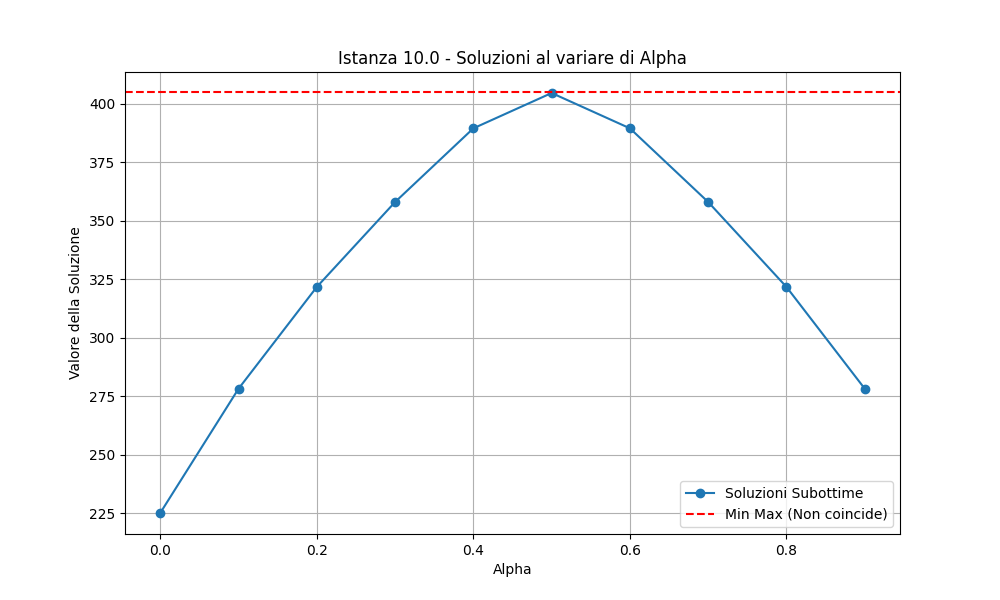 Istanza 10.0 - Soluzioni al variare di Alpha
Valore della Soluzione
400
375
350
325
300
275
250
225
0.0
0.2
0.4
0.6
0.8
Alpha
Soluzioni Subottime
Min Max (Non coincide)